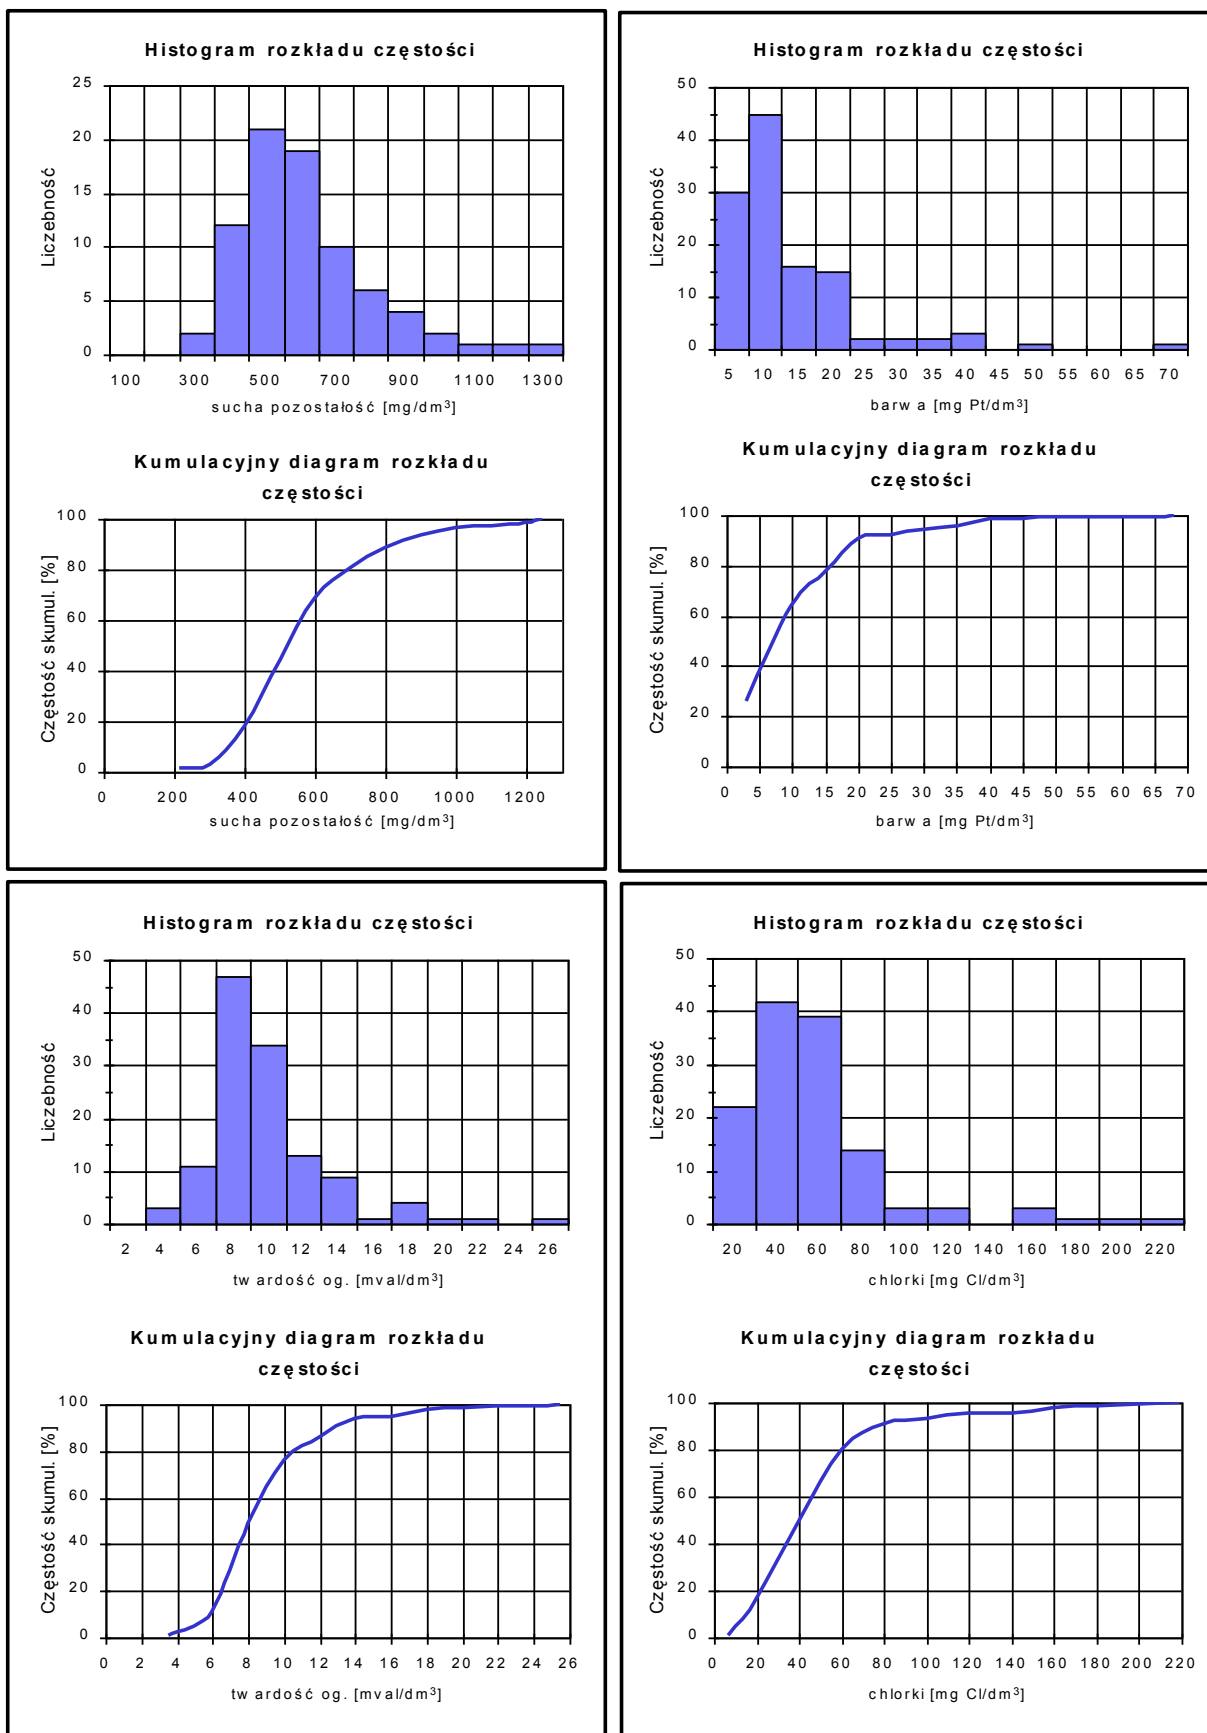 Histogram rozkładu częstości
25
20
15
10
5
0
Liczebność
100 300 500 700 900 1100 1300
sucha pozostałość [mg/dm³]
Kumulacyjny diagram rozkładu
częstości
100
80
60
40
20
0
Częstość skumul. [%]
0 200 400 600 800 1000 1200
sucha pozostałość [mg/dm³]
Histogram rozkładu częstości
50
40
30
20
10
0
Liczebność
5 10 15 20 25 30 35 40 45 50 55 60 65 70
barwa [mg Pt/dm³]
Kumulacyjny diagram rozkładu
częstości
100
80
60
40
20
0
Częstość skumul. [%]
0 5 10 15 20 25 30 35 40 45 50 55 60 65 70
barwa [mg Pt/dm³]
Histogram rozkładu częstości
50
40
30
20
10
0
Liczebność
2 4 6 8 10 12 14 16 18 20 22 24 26
twardość og. [mval/dm³]
Kumulacyjny diagram rozkładu
częstości
100
80
60
40
20
0
Częstość skumul. [%]
0 2 4 6 8 10 12 14 16 18 20 22 24 26
twardość og. [mval/dm³]
Histogram rozkładu częstości
50
40
30
20
10
0
Liczebność
20 40 60 80 100 120 140 160 180 200 220
chlorki [mg Cl/dm³]
Kumulacyjny diagram rozkładu
częstości
100
80
60
40
20
0
Częstość skumul. [%]
0 20 40 60 80 100 120 140 160 180 200 220
chlorki [mg Cl/dm³]